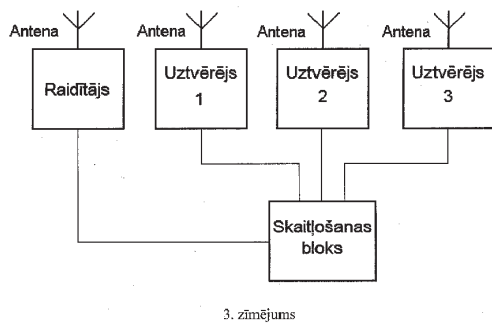 Antena Antena Antena Antena
Raidītājs
Uztvērējs
1
Uztvērējs
2
Uztvērējs
3
Skaitļošanas
bloks
3. zīmējums